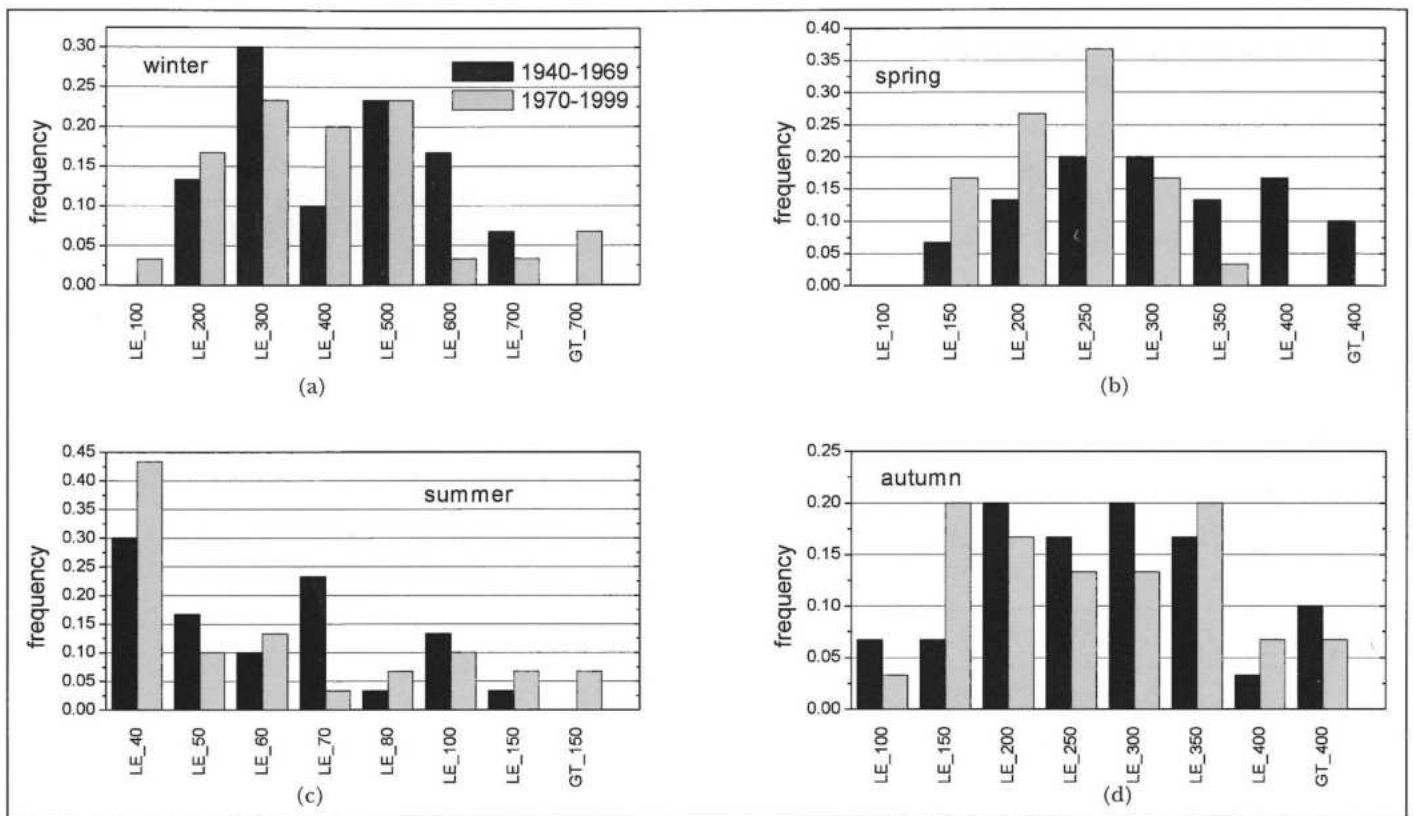 winter
1940-1969
1970-1999
frequency
0.30
0.25
0.20
0.15
0.10
0.05
0.00
LE_100
LE_200
LE_300
LE_400
LE_500
LE_600
LE_700
GT_700
(a)
spring
frequency
0.40
0.35
0.30
0.25
0.20
0.15
0.10
0.05
0.00
LE_100
LE_150
LE_200
LE_250
LE_300
LE_350
LE_400
GT_400
(b)
summer
frequency
0.45
0.40
0.35
0.30
0.25
0.20
0.15
0.10
0.05
0.00
LE_40
LE_50
LE_60
LE_70
LE_80
LE_100
LE_150
GT_150
(c)
autumn
frequency
0.25
0.20
0.15
0.10
0.05
0.00
LE_100
LE_150
LE_200
LE_250
LE_300
LE_350
LE_400
GT_400
(d)